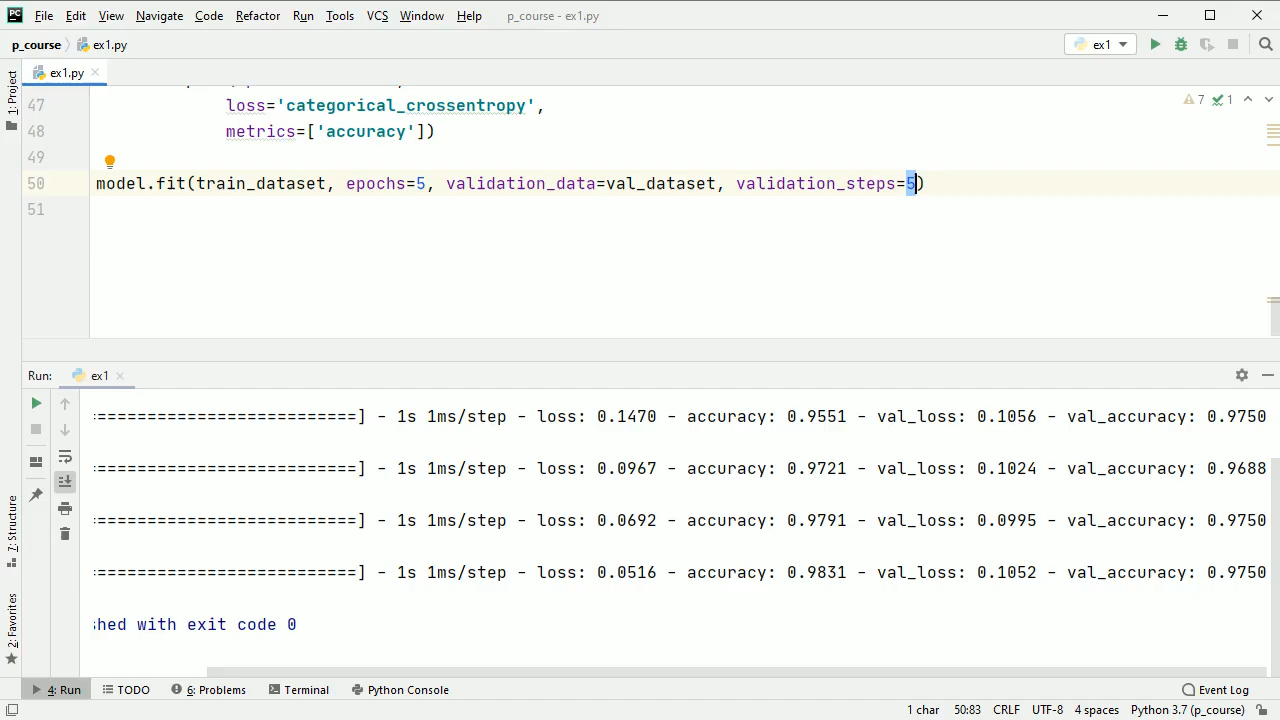 PC File Edit View Navigate Code Refactor Run Tools VCS Window Help p_course - ex1.py
p_course ex1.py ex1
ex1.py
1: Project
7 1
47 loss='categorical_crossentropy',
48 metrics=['accuracy'])
49
50 model.fit(train_dataset, epochs=5, validation_data=val_dataset, validation_steps=5)
51
Run: ex1
==========================] - 1s 1ms/step - loss: 0.1470 - accuracy: 0.9551 - val_loss: 0.1056 - val_accuracy: 0.9750
==========================] - 1s 1ms/step - loss: 0.0967 - accuracy: 0.9721 - val_loss: 0.1024 - val_accuracy: 0.9688
==========================] - 1s 1ms/step - loss: 0.0692 - accuracy: 0.9791 - val_loss: 0.0995 - val_accuracy: 0.9750
==========================] - 1s 1ms/step - loss: 0.0516 - accuracy: 0.9831 - val_loss: 0.1052 - val_accuracy: 0.9750
shed with exit code 0
7: Structure
2: Favorites
4: Run TODO 6: Problems Terminal Python Console Event Log
1 char 50:83 CRLF UTF-8 4 spaces Python 3.7 (p_course)